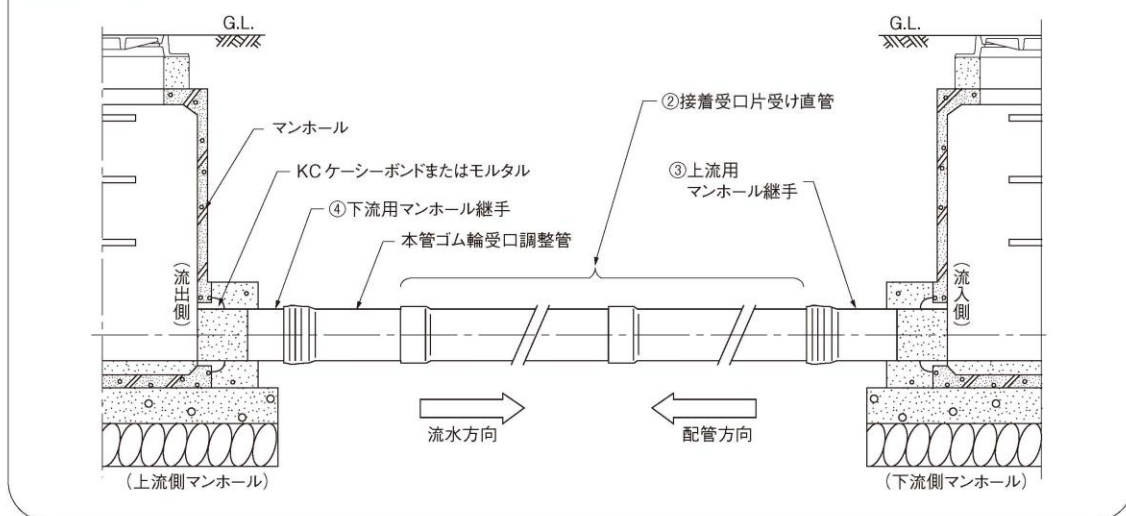 G.L.
G.L.
②接着受口片受け直管
マンホール
③上流用
マンホール継手
KCケーシーボンドまたはモルタル
④下流用マンホール継手
本管ゴム輪受口調整管
(流出側)
(流入側)
流水方向
配管方向
(上流側マンホール)
(下流側マンホール)